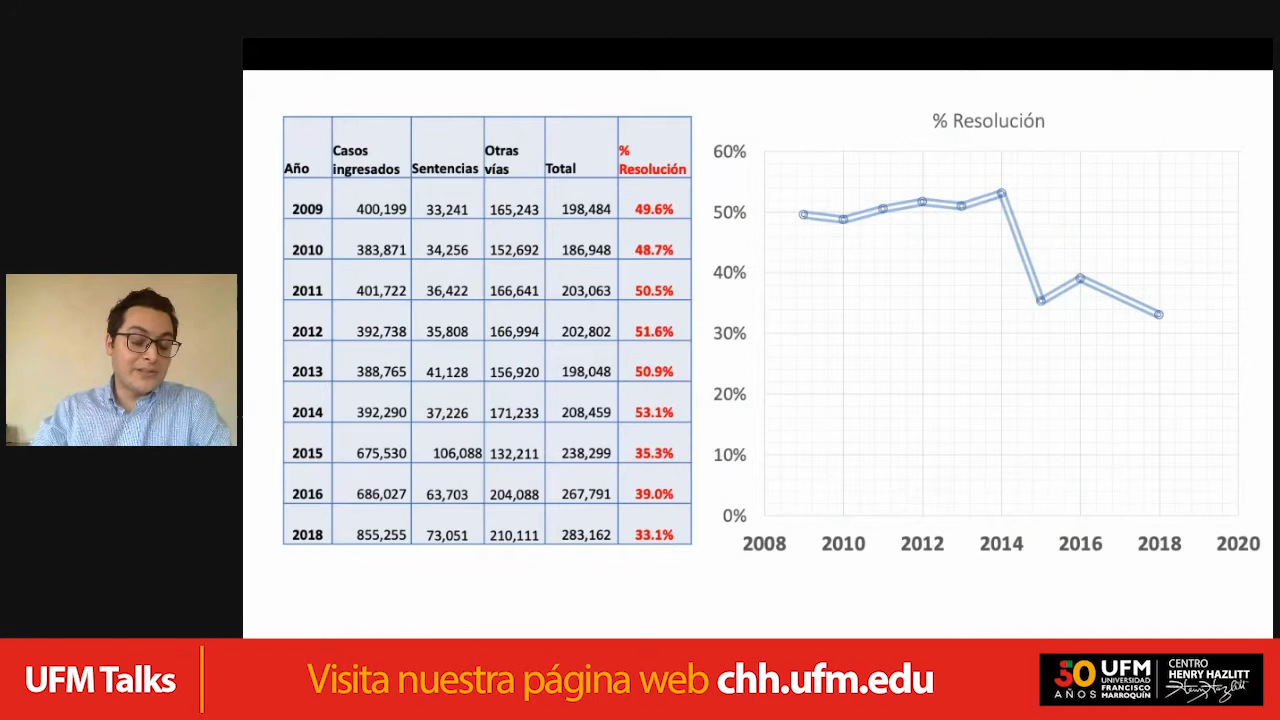 Año Casos ingresados Sentencias Otras vías Total % Resolución
2009 400,199 33,241 165,243 198,484 49.6%
2010 383,871 34,256 152,692 186,948 48.7%
2011 401,722 36,422 166,641 203,063 50.5%
2012 392,738 35,808 166,994 202,802 51.6%
2013 388,765 41,128 156,920 198,048 50.9%
2014 392,290 37,226 171,233 208,459 53.1%
2015 675,530 106,088 132,211 238,299 35.3%
2016 686,027 63,703 204,088 267,791 39.0%
2018 855,255 73,051 210,111 283,162 33.1%
% Resolución
60%
50%
40%
30%
20%
10%
0%
2008 2010 2012 2014 2016 2018 2020
UFM Talks
Visita nuestra página web chh.ufm.edu
50 AÑOS
UFM
UNIVERSIDAD
FRANCISCO
MARROQUÍN
CENTRO
HENRY HAZLITT
Henry Hazlitt